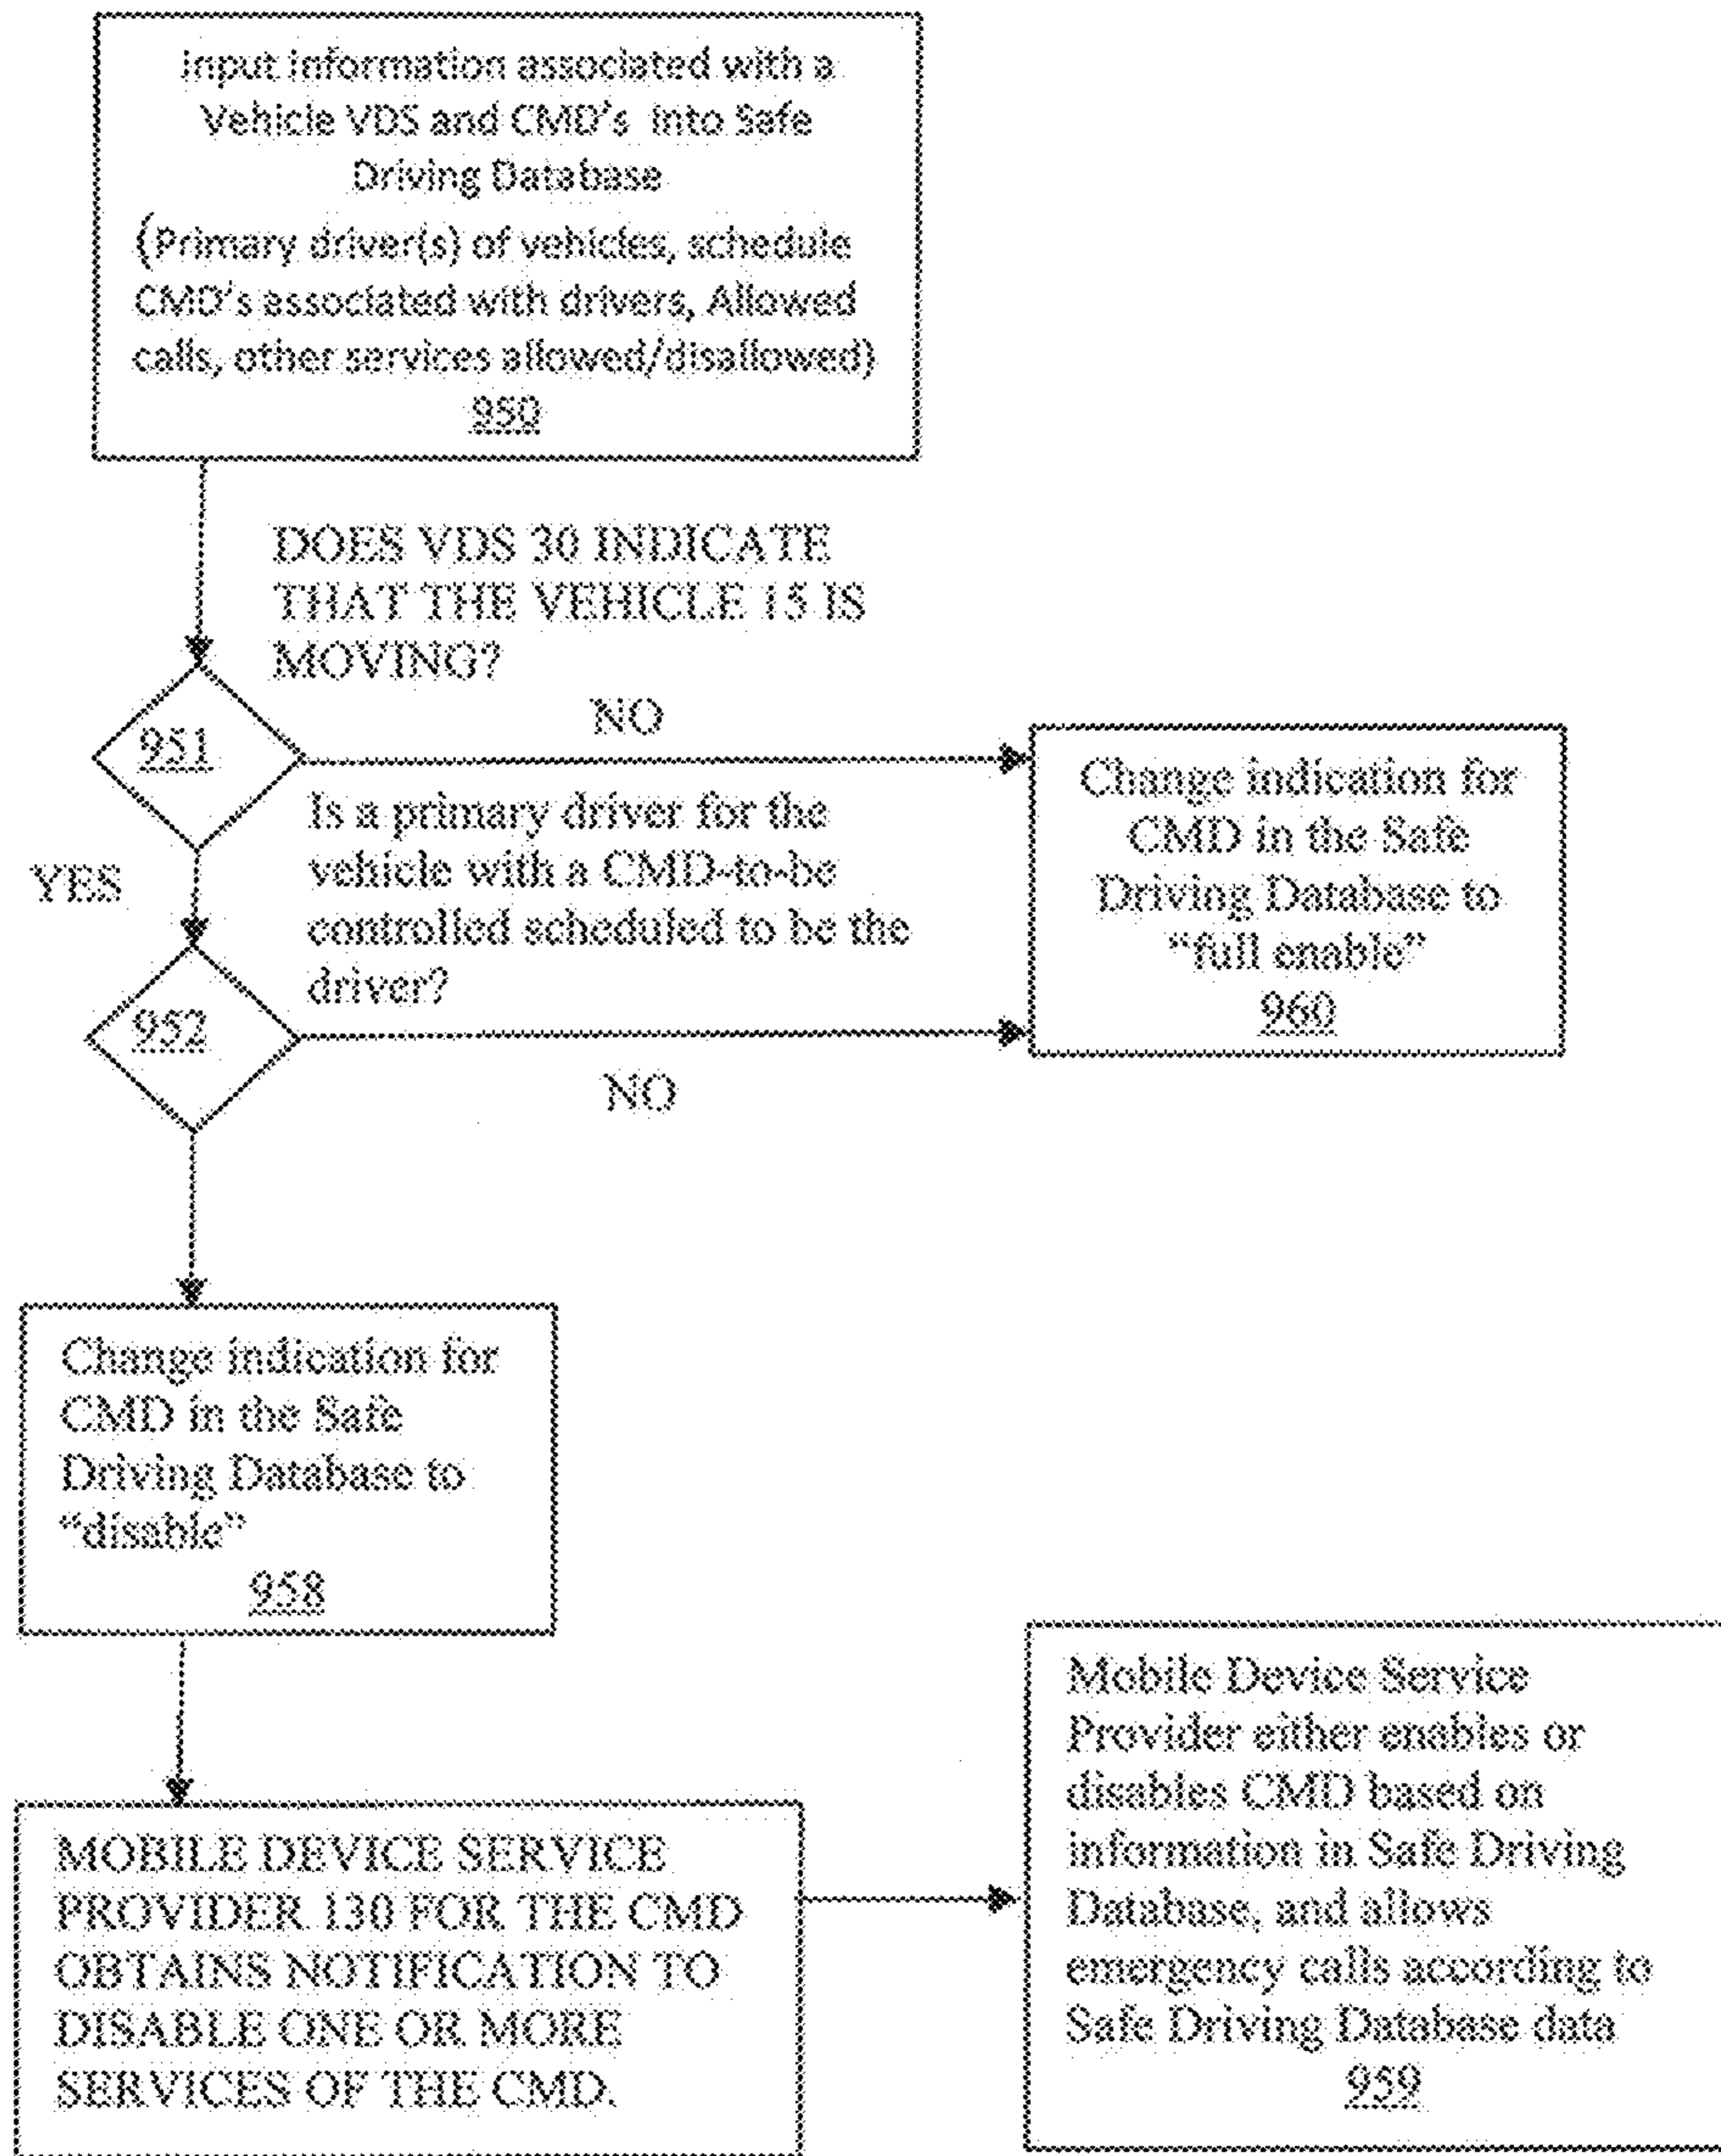 Input information associated with a
Vehicle VDS and CMD's into Safe
Driving Database
(Primary driver(s) of vehicles, schedule
CMD's associated with drivers, Allowed
calls, other services allowed/disallowed)
950
DOES VDS 30 INDICATE
THAT THE VEHICLE 15 IS
MOVING?
NO
951
YES
Is a primary driver for the
vehicle with a CMD-to-be
controlled scheduled to be the
driver?
952
NO
Change indication for
CMD in the Safe
Driving Database to
“full enable”
960
Change indication for
CMD in the Safe
Driving Database to
“disable”
958
MOBILE DEVICE SERVICE
PROVIDER 130 FOR THE CMD
OBTAINS NOTIFICATION TO
DISABLE ONE OR MORE
SERVICES OF THE CMD.
Mobile Device Service
Provider either enables or
disables CMD based on
information in Safe Driving
Database, and allows
emergency calls according to
Safe Driving Database data
959